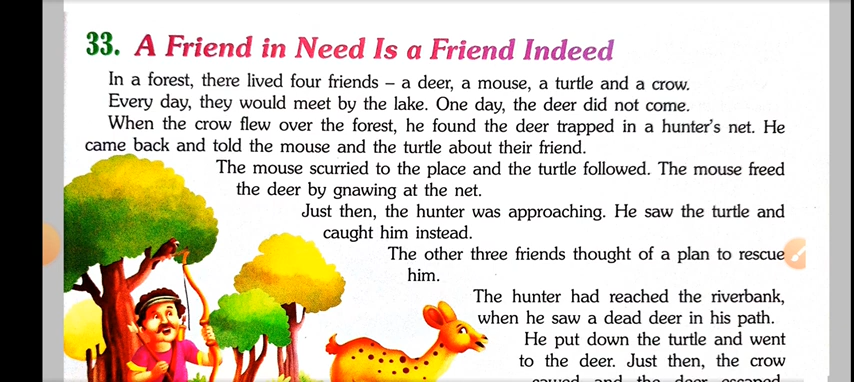 33. A Friend in Need Is a Friend Indeed
In a forest, there lived four friends – a deer, a mouse, a turtle and a crow.
Every day, they would meet by the lake. One day, the deer did not come.
When the crow flew over the forest, he found the deer trapped in a hunter's net. He
came back and told the mouse and the turtle about their friend.
The mouse scurried to the place and the turtle followed. The mouse freed
the deer by gnawing at the net.
Just then, the hunter was approaching. He saw the turtle and
caught him instead.
The other three friends thought of a plan to rescue
him.
The hunter had reached the riverbank,
when he saw a dead deer in his path.
He put down the turtle and went
to the deer. Just then, the crow
cawed and the deer escaped.